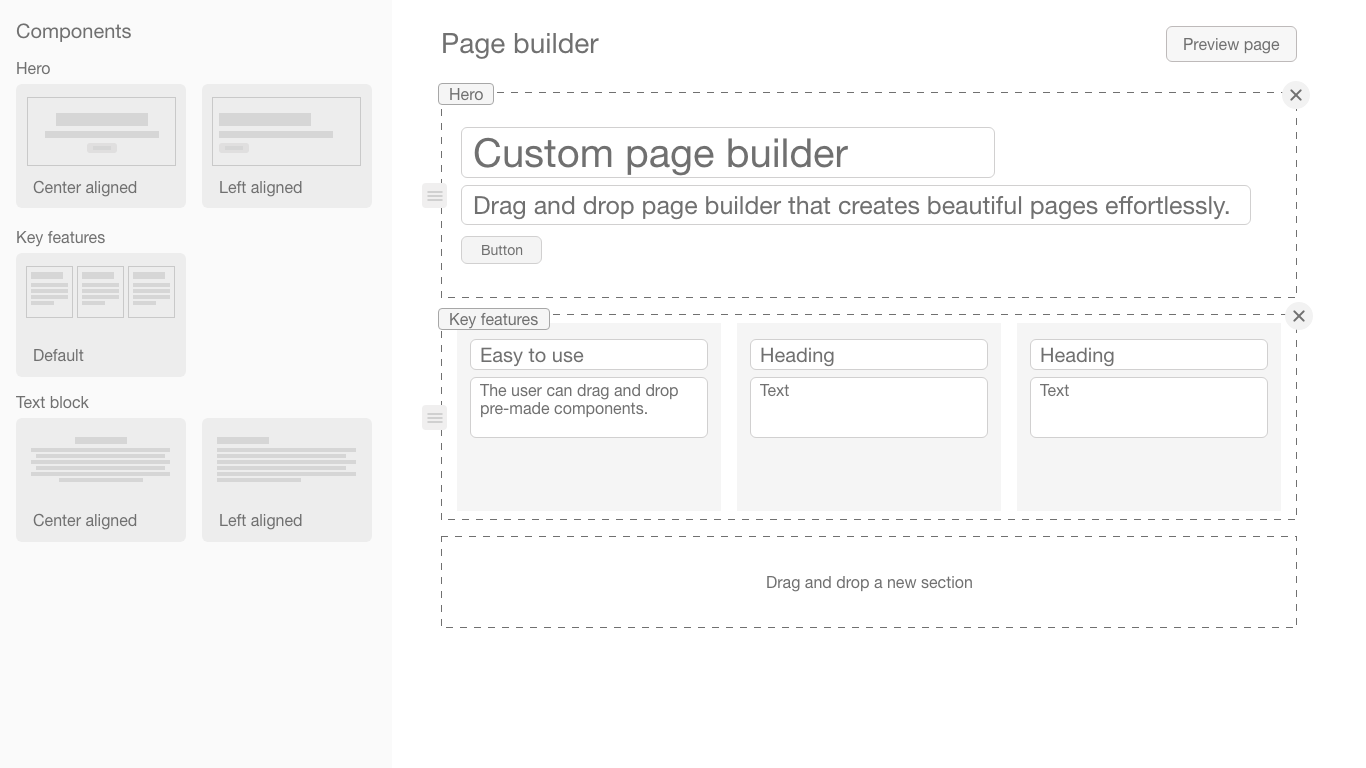 Components
Hero
Center aligned
Left aligned
Key features
Default
Text block
Center aligned
Left aligned
Page builder
Preview page
Hero
Custom page builder
Drag and drop page builder that creates beautiful pages effortlessly.
Button
Key features
Easy to use
The user can drag and drop
pre-made components.
Heading
Text
Heading
Text
Drag and drop a new section